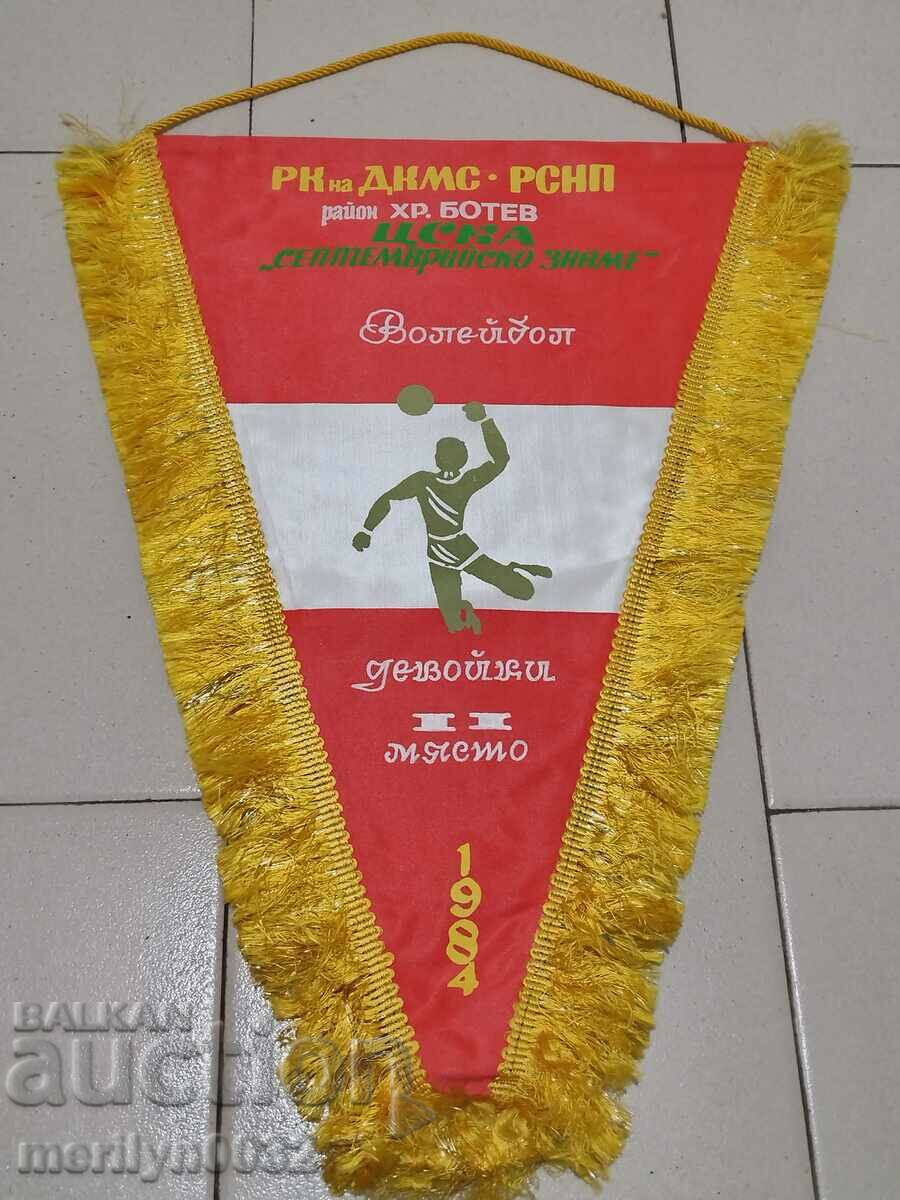 РК на ДКМС · РСНП
район ХР. БОТЕВ
ЦСКА
„СЕПТЕМВРИЙСКО ЗНАМЕ"
Волейбол
девойки
II
място
1984
BALKAN
auction
merilyn0032